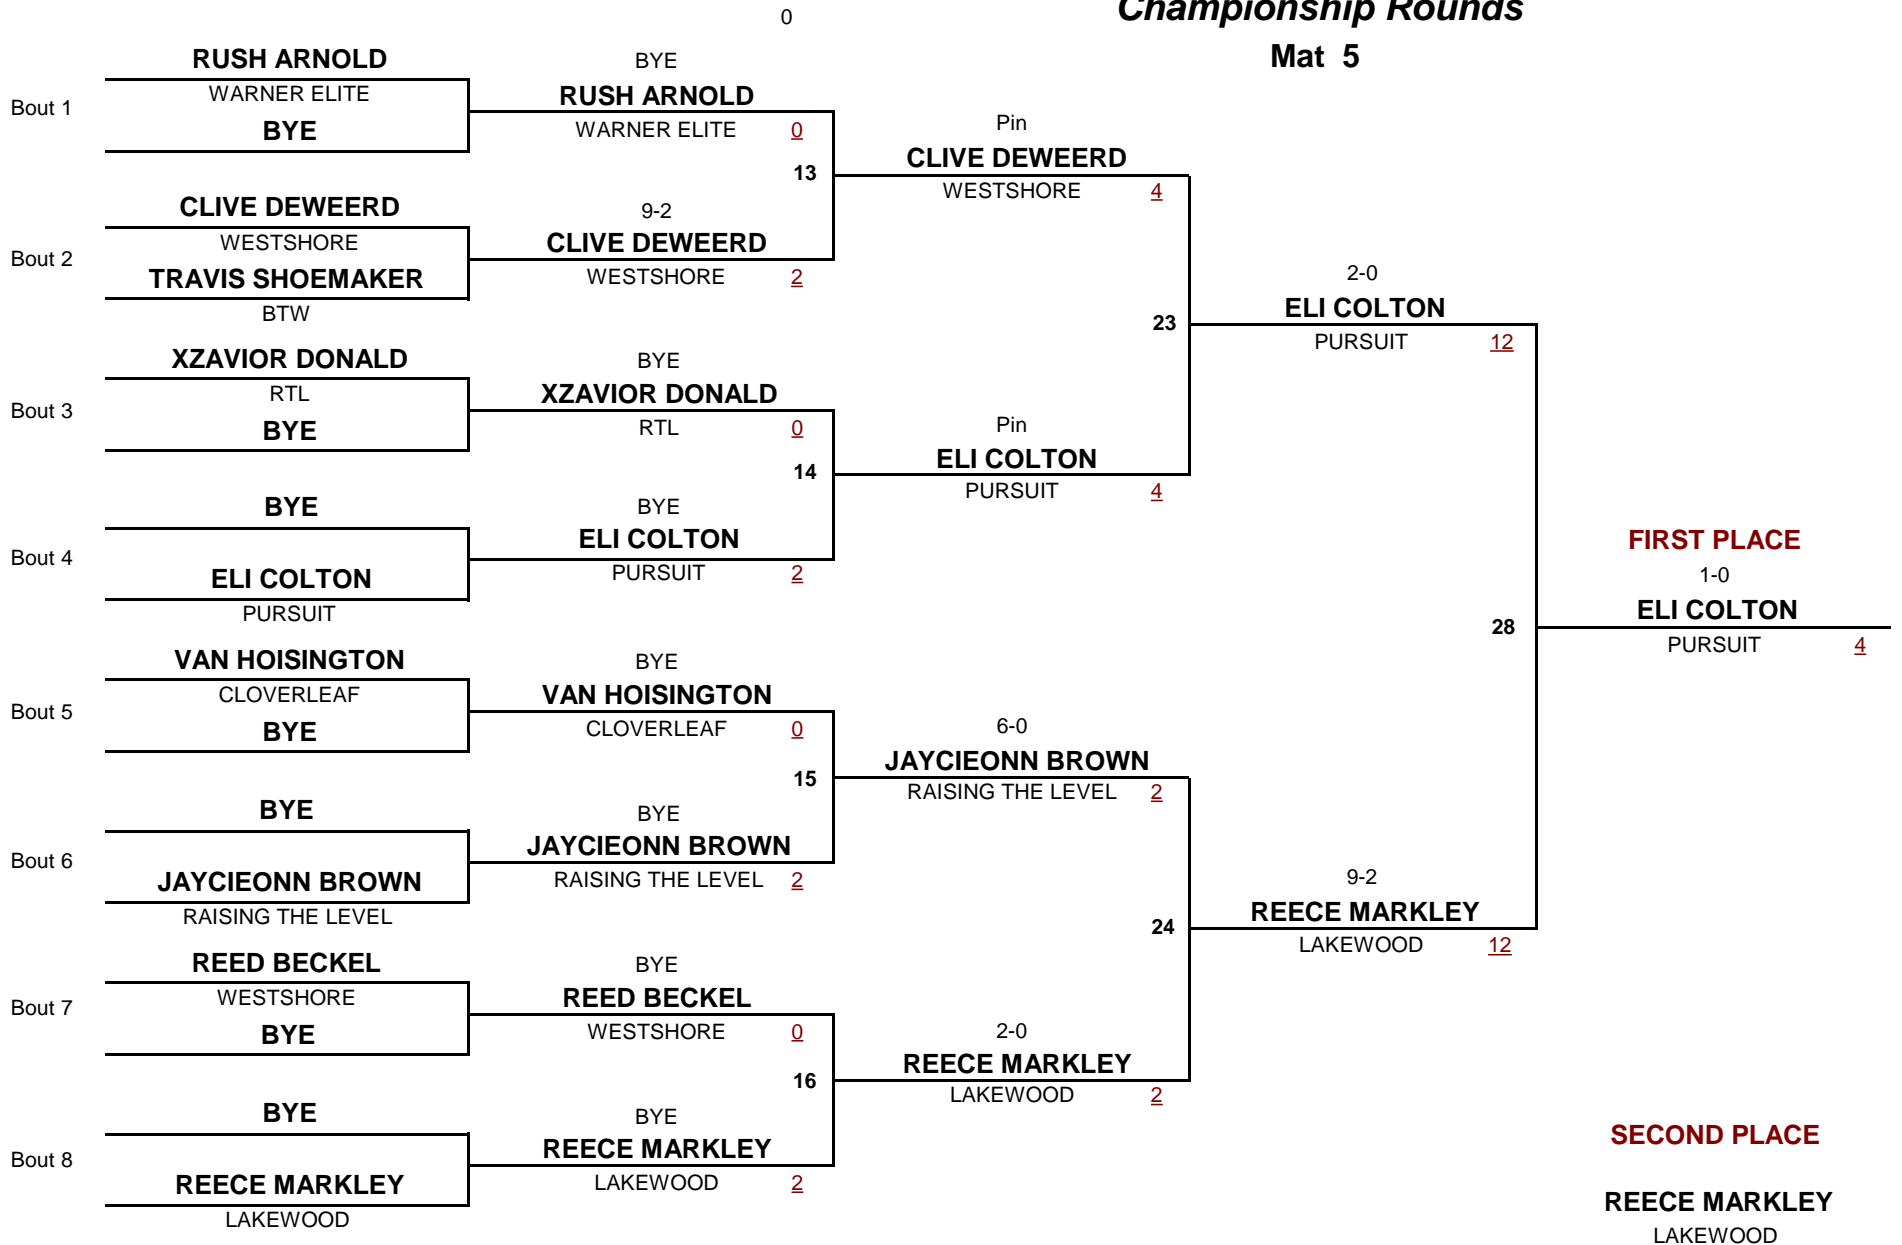 0
Championship Rounds
Mat 5
RUSH ARNOLD
WARNER ELITE
Bout 1
BYE
BYE
RUSH ARNOLD
WARNER ELITE 0
13
CLIVE DEWEERD
WESTSHORE
Bout 2
TRAVIS SHOEMAKER
BTW
9-2
CLIVE DEWEERD
WESTSHORE 2
Pin
CLIVE DEWEERD
WESTSHORE 4
23
XZAVIOR DONALD
RTL
Bout 3
BYE
BYE
XZAVIOR DONALD
RTL 0
14
BYE
Bout 4
ELI COLTON
PURSUIT
BYE
ELI COLTON
PURSUIT 2
Pin
ELI COLTON
PURSUIT 4
2-0
ELI COLTON
PURSUIT 12
28
FIRST PLACE
1-0
ELI COLTON
PURSUIT 4
VAN HOISINGTON
CLOVERLEAF
Bout 5
BYE
BYE
VAN HOISINGTON
CLOVERLEAF 0
15
BYE
Bout 6
JAYCIEONN BROWN
RAISING THE LEVEL
BYE
JAYCIEONN BROWN
RAISING THE LEVEL 2
6-0
JAYCIEONN BROWN
RAISING THE LEVEL 2
24
REED BECKEL
WESTSHORE
Bout 7
BYE
BYE
REED BECKEL
WESTSHORE 0
16
BYE
Bout 8
REECE MARKLEY
LAKEWOOD
BYE
REECE MARKLEY
LAKEWOOD 2
2-0
REECE MARKLEY
LAKEWOOD 2
9-2
REECE MARKLEY
LAKEWOOD 12
SECOND PLACE
REECE MARKLEY
LAKEWOOD